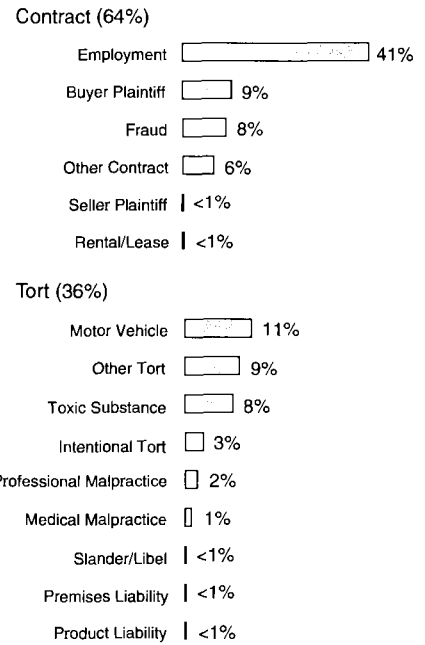 Contract (64%)
Employment 41%
Buyer Plaintiff 9%
Fraud 8%
Other Contract 6%
Seller Plaintiff <1%
Rental/Lease <1%
Tort (36%)
Motor Vehicle 11%
Other Tort 9%
Toxic Substance 8%
Intentional Tort 3%
Professional Malpractice 2%
Medical Malpractice 1%
Slander/Libel <1%
Premises Liability <1%
Product Liability <1%